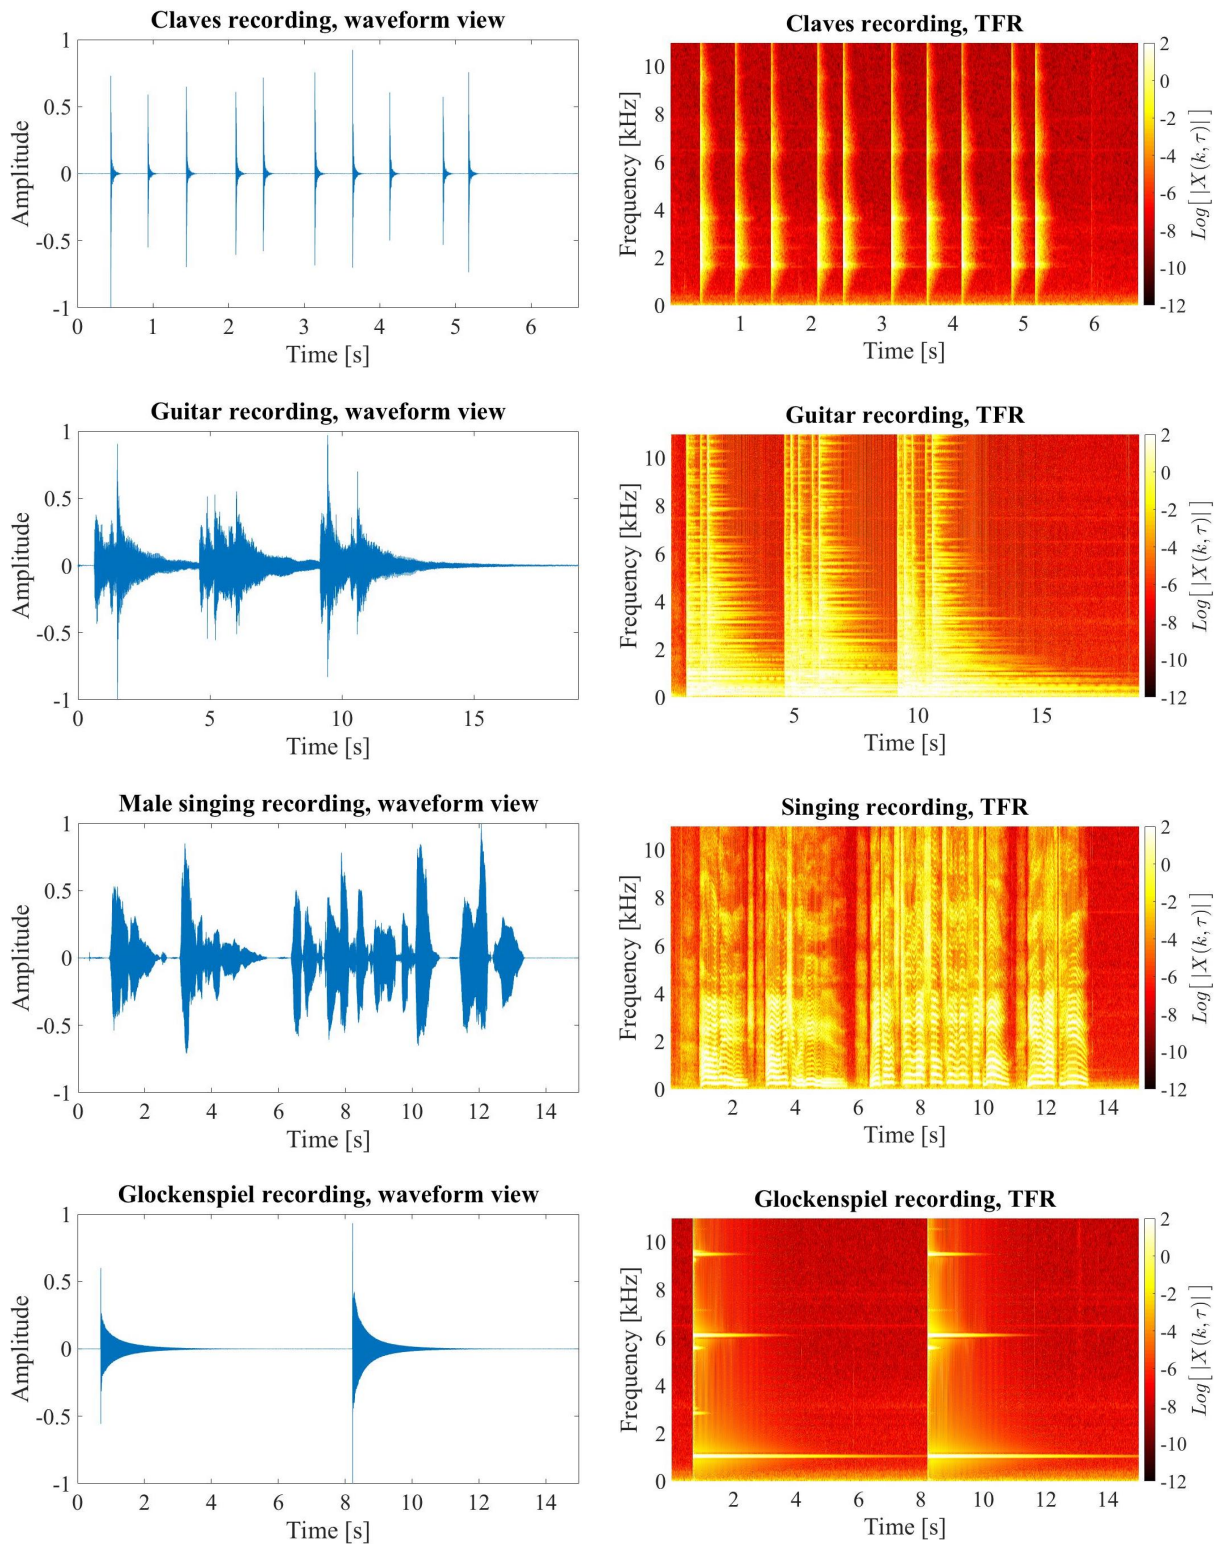 Claves recording, waveform view
1
0.5
0
-0.5
-1
Amplitude
0 1 2 3 4 5 6
Time [s]
Claves recording, TFR
10
8
6
4
2
0
Frequency [kHz]
1 2 3 4 5 6
Time [s]
2
0
-2
-4
-6
-8
-10
-12
Log[|X(k,τ)|]
Guitar recording, waveform view
1
0.5
0
-0.5
-1
Amplitude
0 5 10 15
Time [s]
Guitar recording, TFR
10
8
6
4
2
0
Frequency [kHz]
5 10 15
Time [s]
2
0
-2
-4
-6
-8
-10
-12
Log[|X(k,τ)|]
Male singing recording, waveform view
1
0.5
0
-0.5
-1
Amplitude
0 2 4 6 8 10 12 14
Time [s]
Singing recording, TFR
10
8
6
4
2
0
Frequency [kHz]
2 4 6 8 10 12 14
Time [s]
2
0
-2
-4
-6
-8
-10
-12
Log[|X(k,τ)|]
Glockenspiel recording, waveform view
1
0.5
0
-0.5
-1
Amplitude
0 2 4 6 8 10 12 14
Time [s]
Glockenspiel recording, TFR
10
8
6
4
2
0
Frequency [kHz]
2 4 6 8 10 12 14
Time [s]
2
0
-2
-4
-6
-8
-10
-12
Log[|X(k,τ)|]